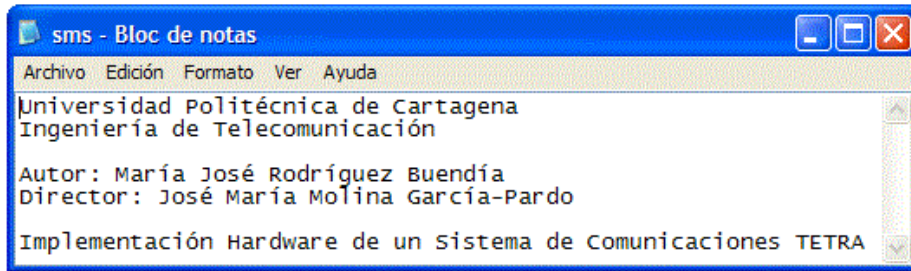 sms - Bloc de notas
Archivo Edición Formato Ver Ayuda
Universidad Politécnica de Cartagena
Ingeniería de Telecomunicación
Autor: María José Rodríguez Buendía
Director: José María Molina García-Pardo
Implementación Hardware de un Sistema de Comunicaciones TETRA